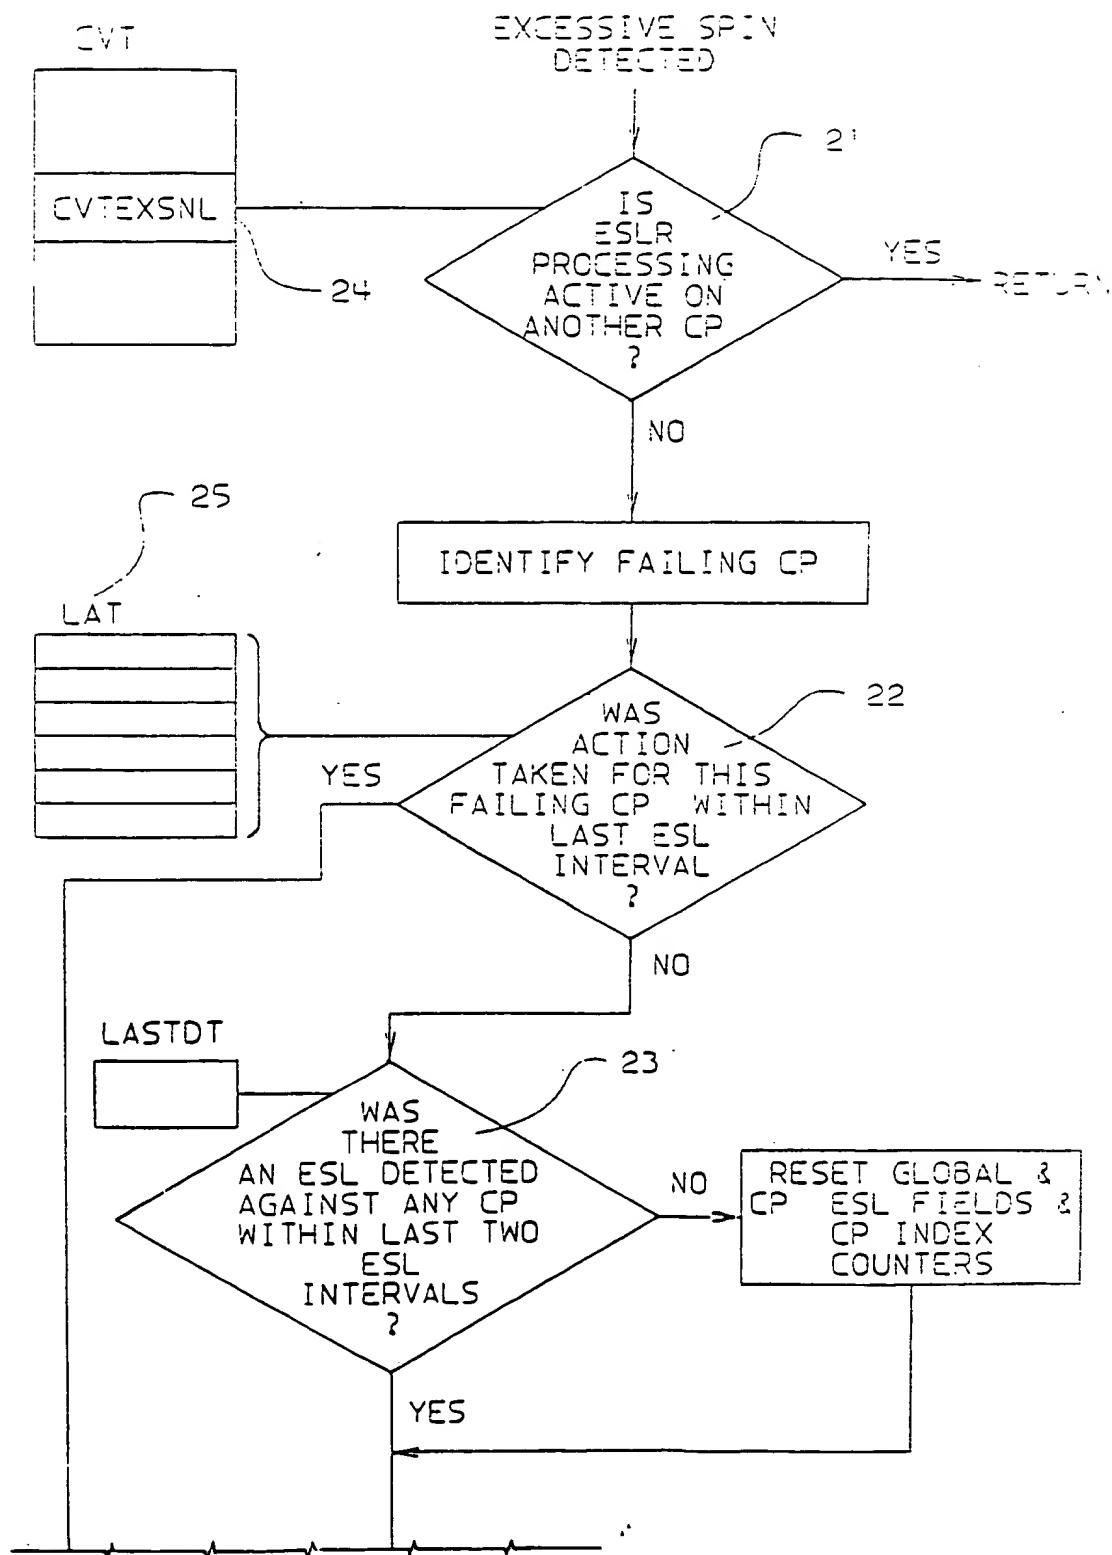 CVT
EXCESSIVE SPIN
DETECTED
21
CVTEXSNL
24
IS
ESLR
PROCESSING
ACTIVE ON
ANOTHER CP
?
YES
RETURN
NO
25
IDENTIFY FAILING CP
LAT
22
WAS
ACTION
TAKEN FOR THIS
FAILING CP WITHIN
LAST ESL
INTERVAL
?
YES
NO
LASTDT
23
WAS
THERE
AN ESL DETECTED
AGAINST ANY CP
WITHIN LAST TWO
ESL
INTERVALS
?
NO
RESET GLOBAL &
CP ESL FIELDS &
CP INDEX
COUNTERS
YES